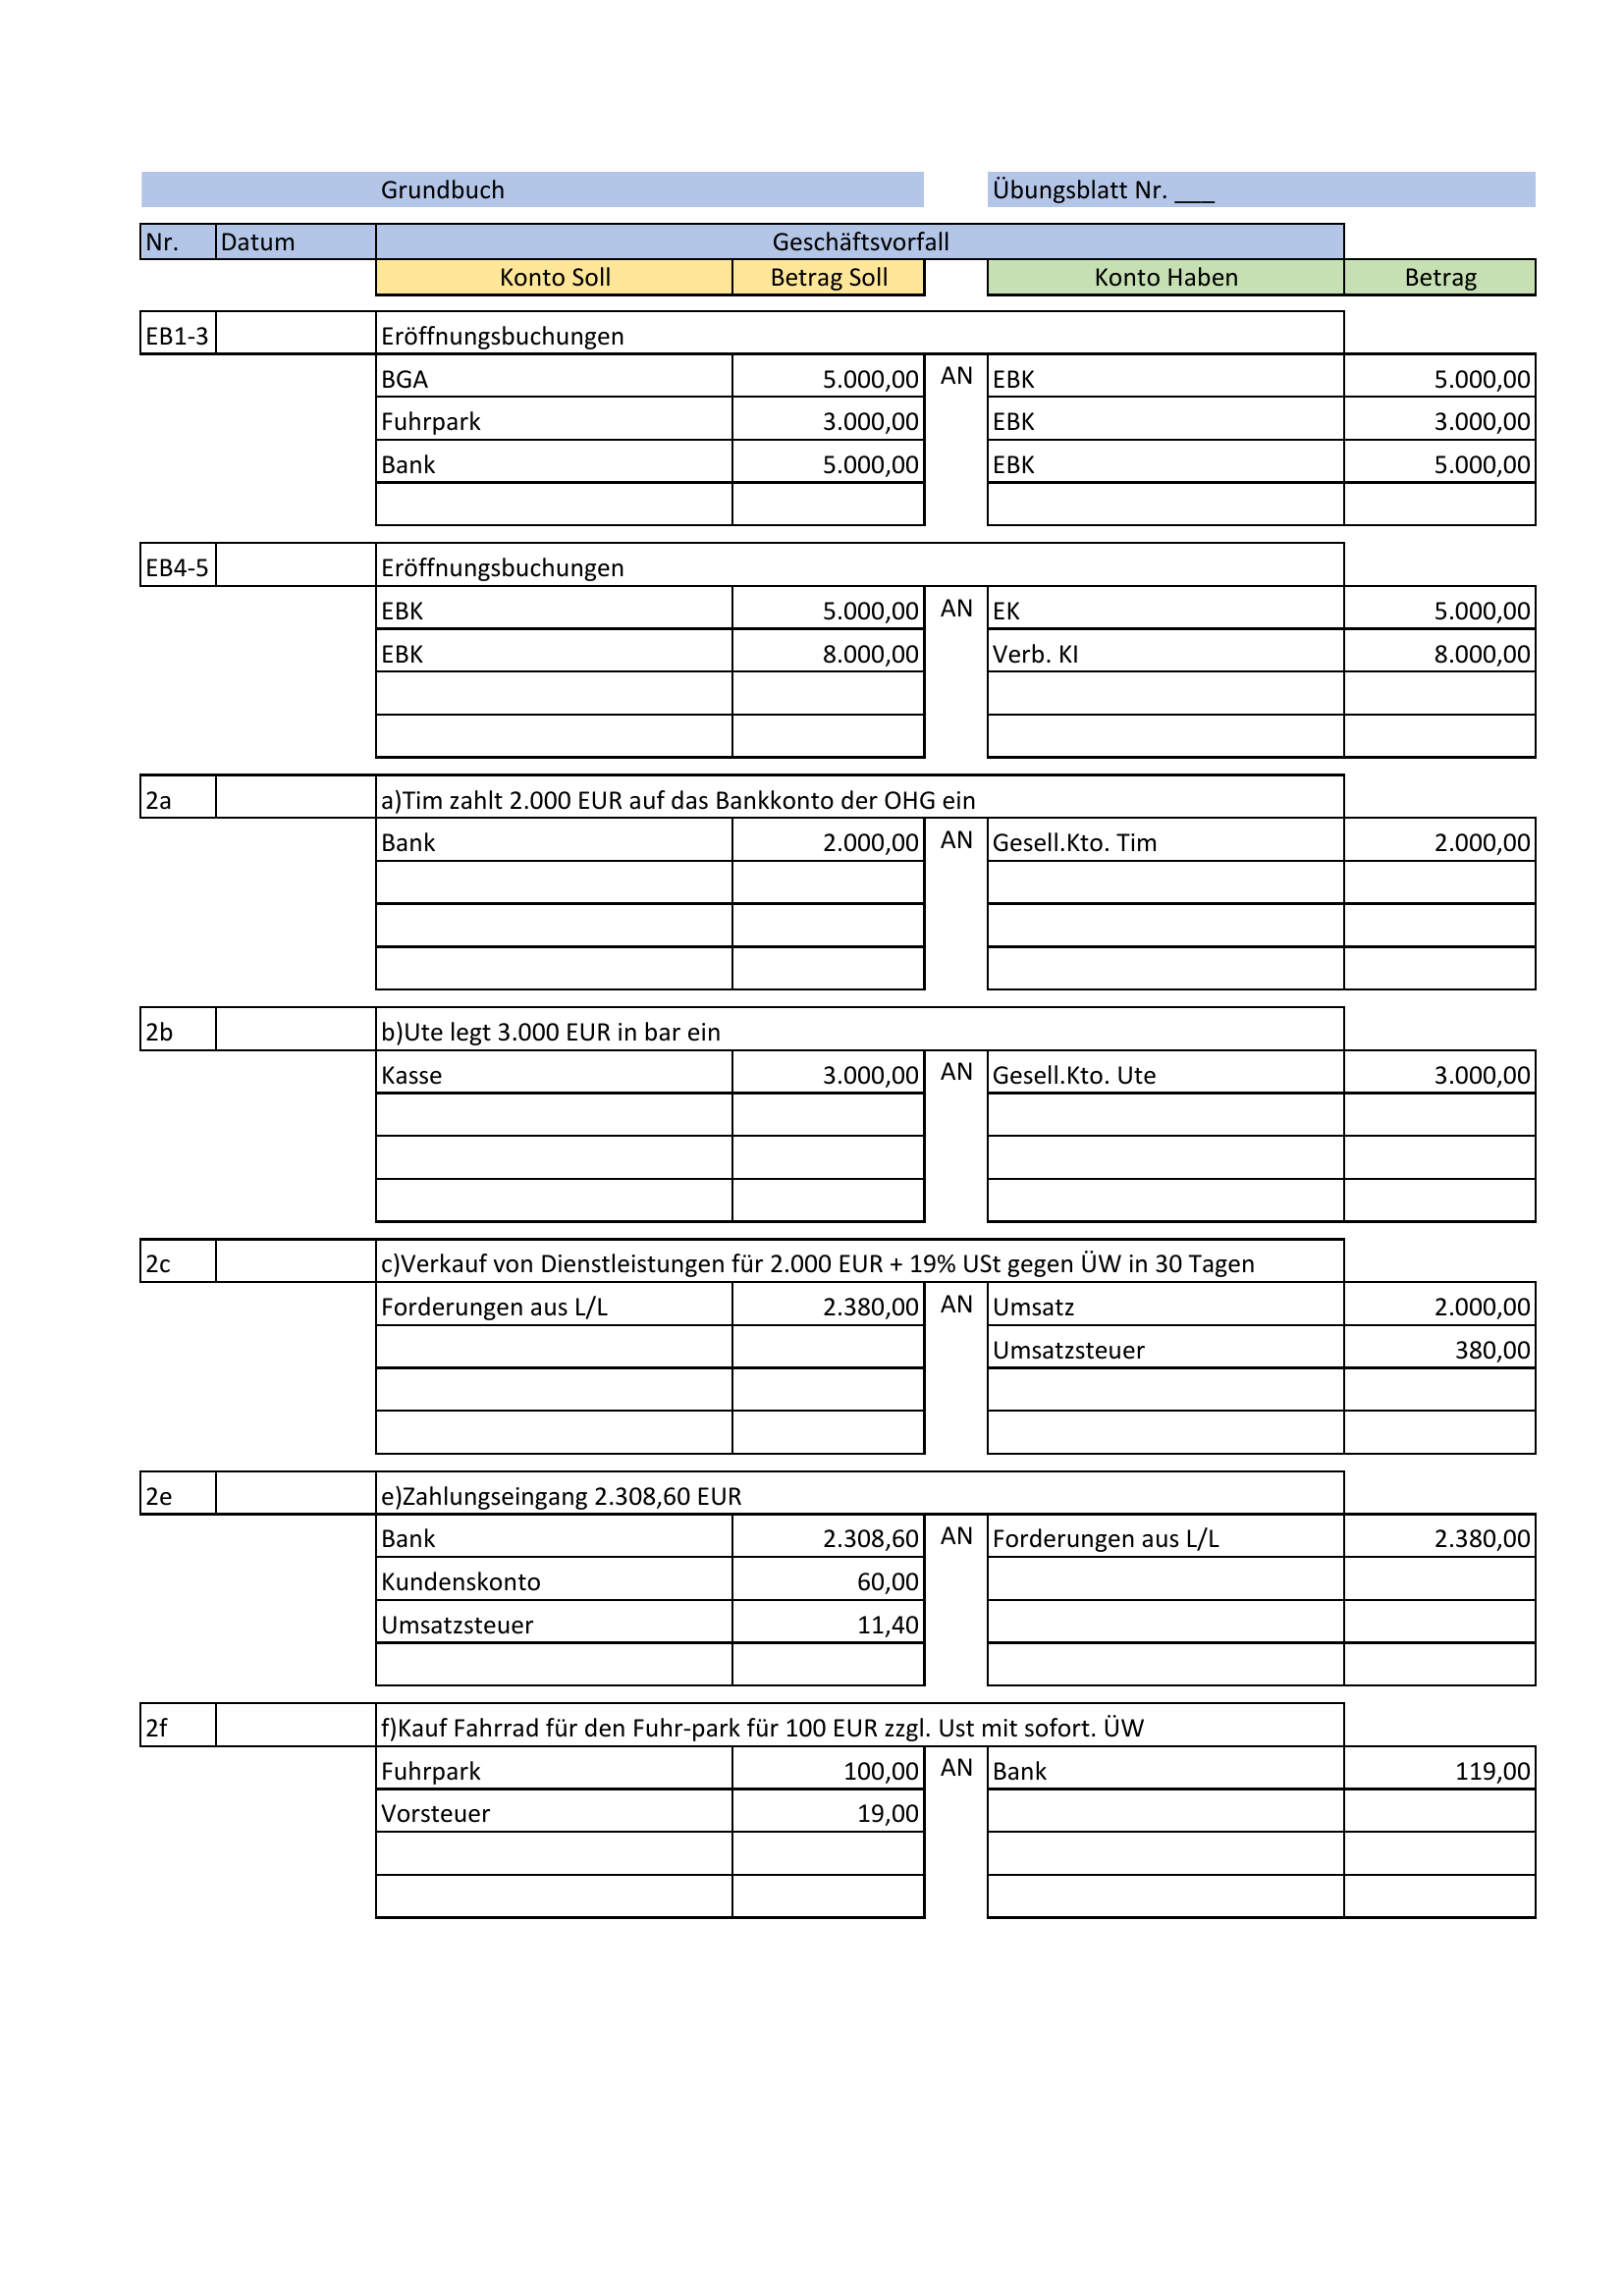 Grundbuch Übungsblatt Nr. ___
Nr. Datum Geschäftsvorfall
Konto Soll Betrag Soll Konto Haben Betrag
EB1-3 Eröffnungsbuchungen
BGA 5.000,00 AN EBK 5.000,00
Fuhrpark 3.000,00 EBK 3.000,00
Bank 5.000,00 EBK 5.000,00
EB4-5 Eröffnungsbuchungen
EBK 5.000,00 AN EK 5.000,00
EBK 8.000,00 Verb. KI 8.000,00
2a a)Tim zahlt 2.000 EUR auf das Bankkonto der OHG ein
Bank 2.000,00 AN Gesell.Kto. Tim 2.000,00
2b b)Ute legt 3.000 EUR in bar ein
Kasse 3.000,00 AN Gesell.Kto. Ute 3.000,00
2c c)Verkauf von Dienstleistungen für 2.000 EUR + 19% USt gegen ÜW in 30 Tagen
Forderungen aus L/L 2.380,00 AN Umsatz 2.000,00
Umsatzsteuer 380,00
2e e)Zahlungseingang 2.308,60 EUR
Bank 2.308,60 AN Forderungen aus L/L 2.380,00
Kundenskonto 60,00
Umsatzsteuer 11,40
2f f)Kauf Fahrrad für den Fuhr-park für 100 EUR zzgl. Ust mit sofort. ÜW
Fuhrpark 100,00 AN Bank 119,00
Vorsteuer 19,00